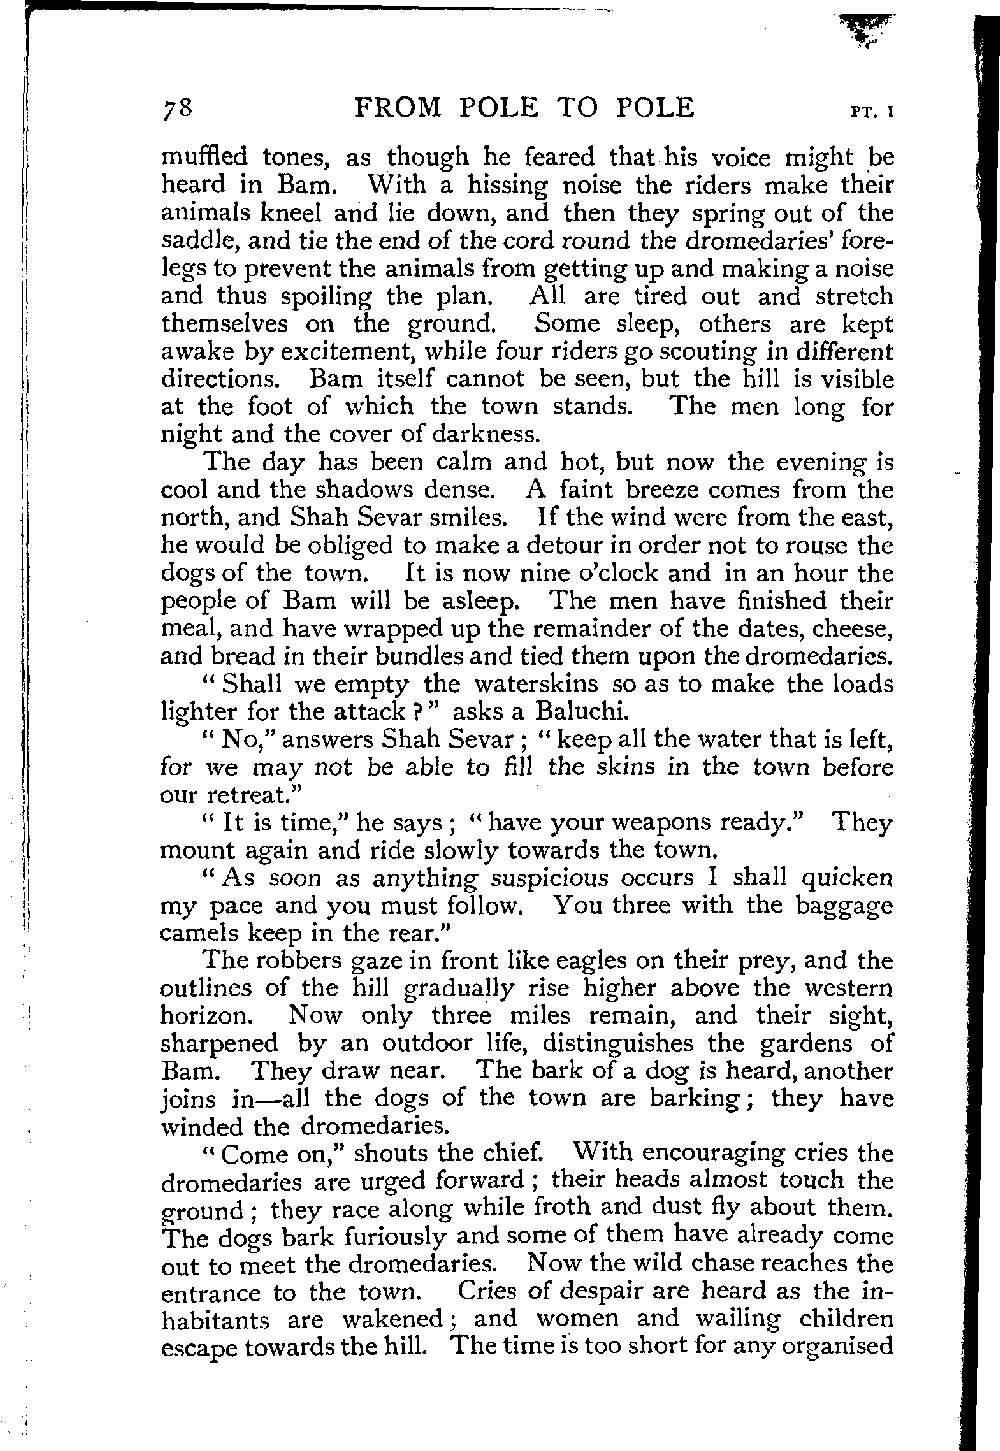 78 FROM POLE TO POLE PT. I
muffled tones, as though he feared that his voice might be
heard in Bam. With a hissing noise the riders make their
animals kneel and lie down, and then they spring out of the
saddle, and tie the end of the cord round the dromedaries' fore-
legs to prevent the animals from getting up and making a noise
and thus spoiling the plan. All are tired out and stretch
themselves on the ground. Some sleep, others are kept
awake by excitement, while four riders go scouting in different
directions. Bam itself cannot be seen, but the hill is visible
at the foot of which the town stands. The men long for
night and the cover of darkness.
The day has been calm and hot, but now the evening is
cool and the shadows dense. A faint breeze comes from the
north, and Shah Sevar smiles. If the wind were from the east,
he would be obliged to make a detour in order not to rouse the
dogs of the town. It is now nine o'clock and in an hour the
people of Bam will be asleep. The men have finished their
meal, and have wrapped up the remainder of the dates, cheese,
and bread in their bundles and tied them upon the dromedaries.
"Shall we empty the waterskins so as to make the loads
lighter for the attack?" asks a Baluchi.
"No," answers Shah Sevar; "keep all the water that is left,
for we may not be able to fill the skins in the town before
our retreat."
"It is time," he says; "have your weapons ready." They
mount again and ride slowly towards the town.
"As soon as anything suspicious occurs I shall quicken
my pace and you must follow. You three with the baggage
camels keep in the rear."
The robbers gaze in front like eagles on their prey, and the
outlines of the hill gradually rise higher above the western
horizon. Now only three miles remain, and their sight,
sharpened by an outdoor life, distinguishes the gardens of
Bam. They draw near. The bark of a dog is heard, another
joins in—all the dogs of the town are barking; they have
winded the dromedaries.
"Come on," shouts the chief. With encouraging cries the
dromedaries are urged forward; their heads almost touch the
ground; they race along while froth and dust fly about them.
The dogs bark furiously and some of them have already come
out to meet the dromedaries. Now the wild chase reaches the
entrance to the town. Cries of despair are heard as the in-
habitants are wakened; and women and wailing children
escape towards the hill. The time is too short for any organised